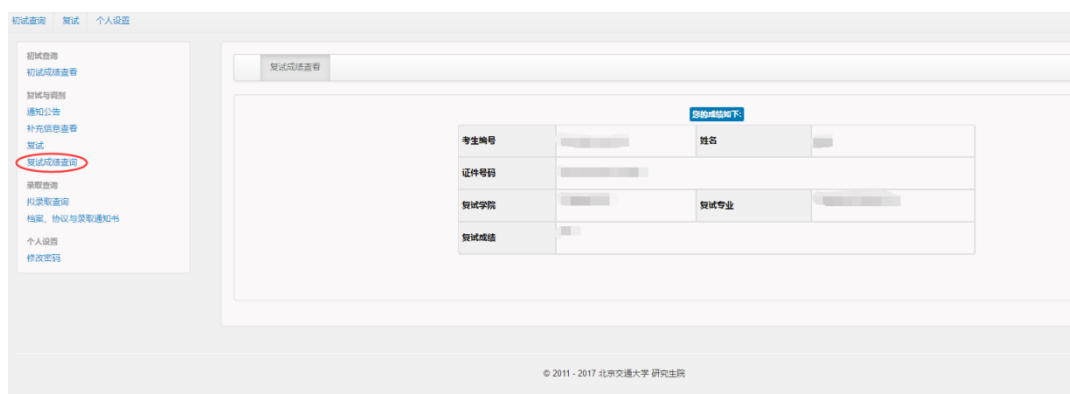 初试查询 复试 个人设置
初试查询
初试成绩查看
复试与调剂
通知公告
补充信息查看
复试
复试成绩查询
录取查询
拟录取查询
档案、协议与录取通知书
个人设置
修改密码
复试成绩查看
您的成绩如下:
考生编号 姓名
证件号码
复试学院 复试专业
复试成绩
© 2011 - 2017 北京交通大学 研究生院